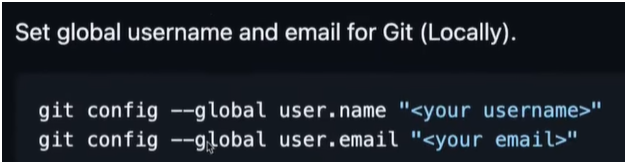 Set global username and email for Git (Locally).
git config --global user.name "<your username>"
git config --global user.email "<your email>"